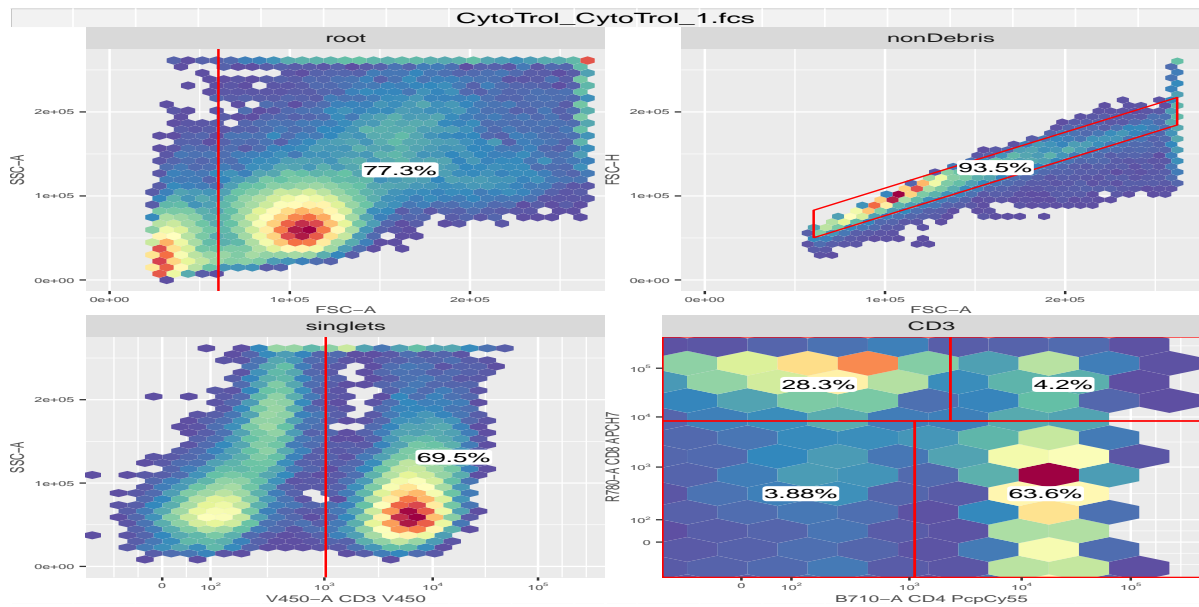 CytoTrol_CytoTrol_1.fcs
root
nonDebris
SSC−A
2e+05
1e+05
0e+00
77.3%
0e+00
1e+05
2e+05
FSC−A
FSC−H
2e+05
1e+05
0e+00
93.5%
0e+00
1e+05
2e+05
FSC−A
singlets
CD3
SSC−A
2e+05
1e+05
0e+00
69.5%
0
10²
10³
10⁴
10⁵
V450−A CD3 V450
R780−A CD8 APCH7
10⁵
10⁴
10³
10²
0
28.3%
4.2%
3.88%
63.6%
0
10²
10³
10⁴
10⁵
B710−A CD4 PcpCy55